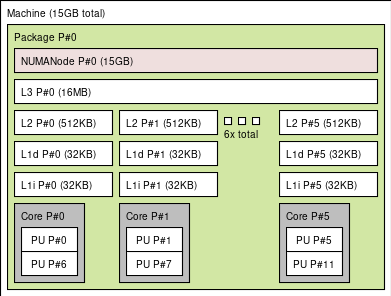 Machine (15GB total)
Package P#0
NUMANode P#0 (15GB)
L3 P#0 (16MB)
L2 P#0 (512KB) L2 P#1 (512KB) L2 P#5 (512KB)
6x total
L1d P#0 (32KB) L1d P#1 (32KB) L1d P#5 (32KB)
L1i P#0 (32KB) L1i P#1 (32KB) L1i P#5 (32KB)
Core P#0 Core P#1 Core P#5
PU P#0 PU P#1 PU P#5
PU P#6 PU P#7 PU P#11